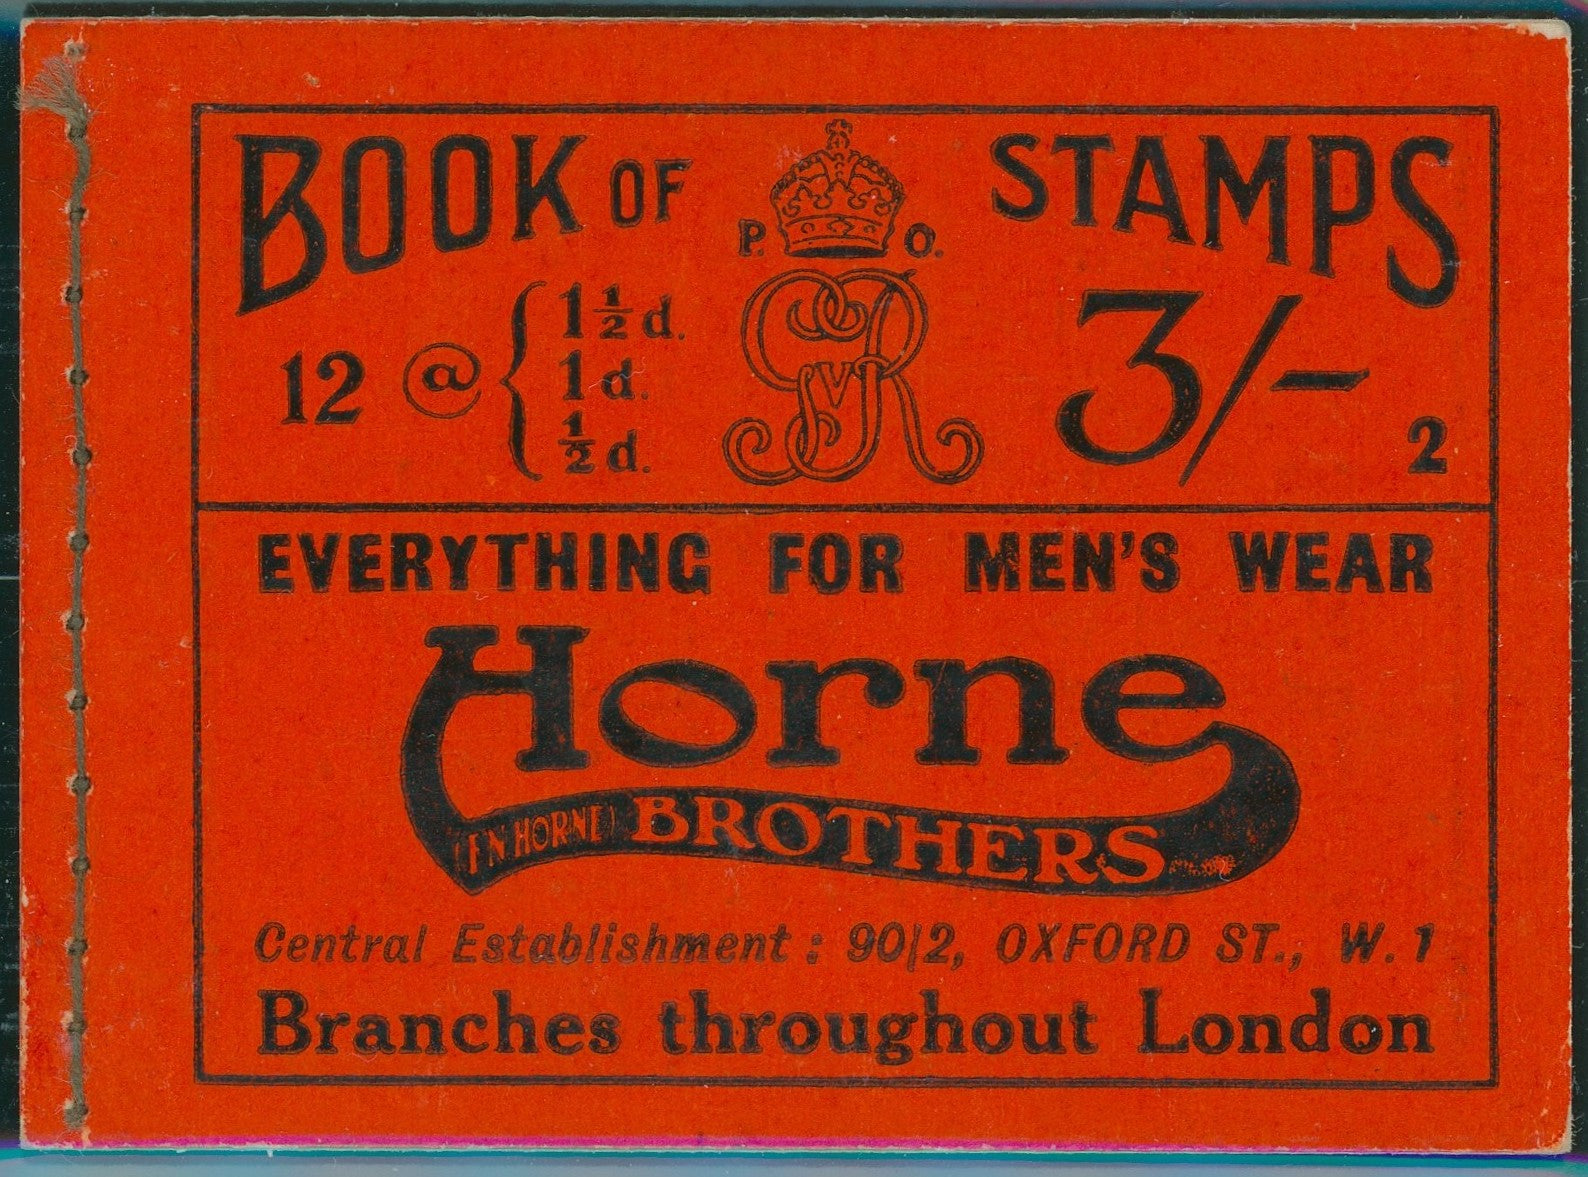 BOOK OF STAMPS
P. O.
12 @ { 1½d. 1d. ½d.
GVR
3/-
2
EVERYTHING FOR MEN'S WEAR
Horne
BROTHERS
Central Establishment : 90/2, OXFORD ST., W.1
Branches throughout London